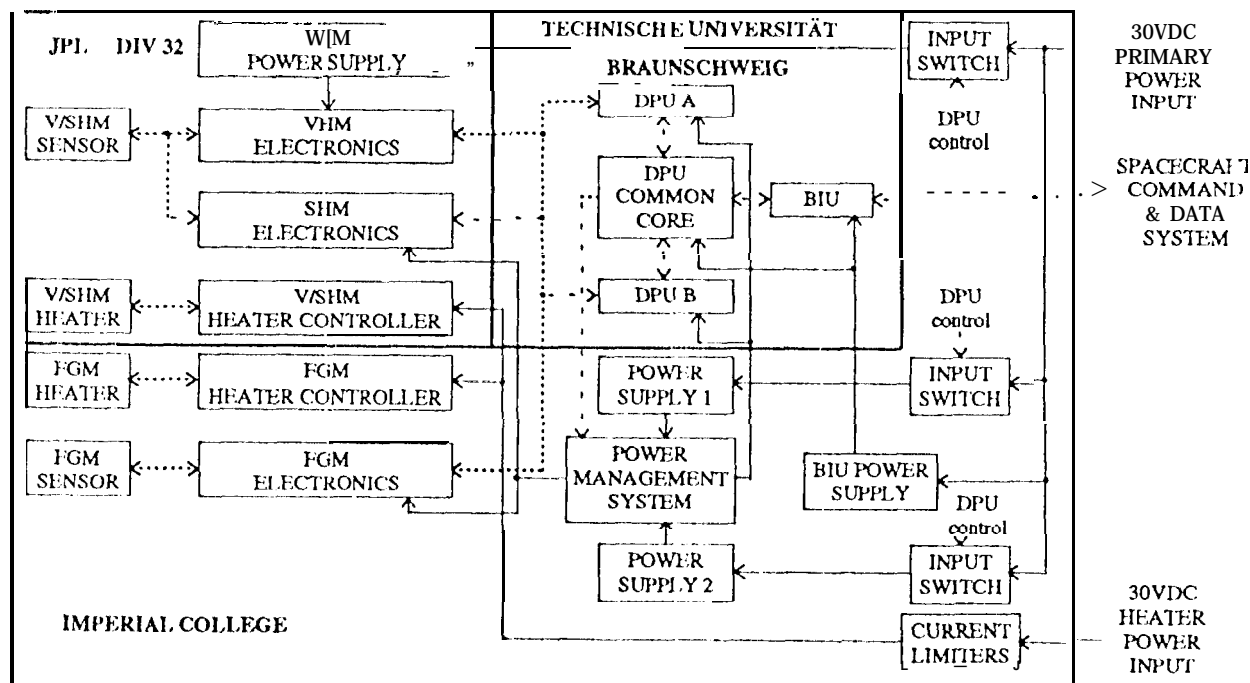 JPL DIV 32
W[M
POWER SUPPLY
TECHNISCHE UNIVERSITÄT
BRAUNSCHWEIG
INPUT
SWITCH
30VDC
PRIMARY
POWER
INPUT
DPU
control
V/SHM
SENSOR
VHM
ELECTRONICS
DPU A
DPU
COMMON
CORE
BIU
SPACECRAFT
COMMAND
& DATA
SYSTEM
SHM
ELECTRONICS
DPU B
V/SHM
HEATER
V/SHM
HEATER CONTROLLER
DPU
control
FGM
HEATER
FGM
HEATER CONTROLLER
POWER
SUPPLY 1
INPUT
SWITCH
FGM
SENSOR
FGM
ELECTRONICS
POWER
MANAGEMENT
SYSTEM
BIU POWER
SUPPLY
DPU
control
POWER
SUPPLY 2
INPUT
SWITCH
IMPERIAL COLLEGE
CURRENT
LIMITERS
30VDC
HEATER
POWER
INPUT